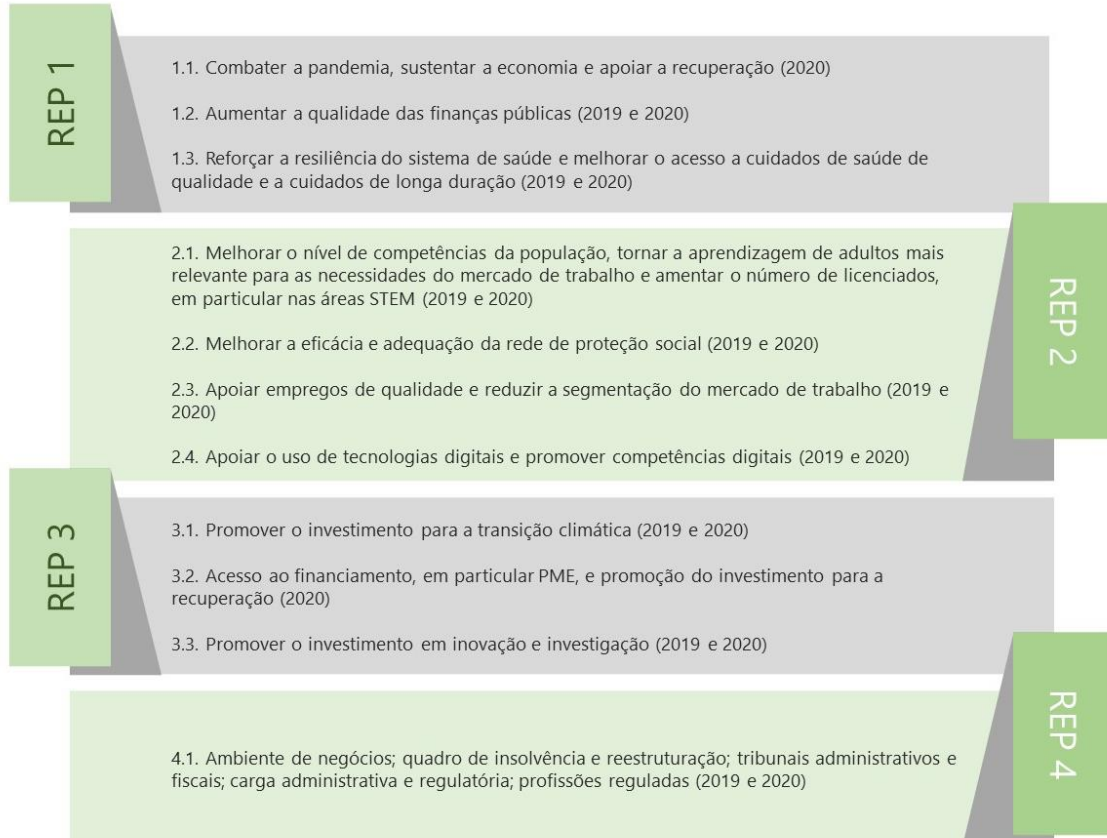 REP 1
1.1. Combater a pandemia, sustentar a economia e apoiar a recuperação (2020)
1.2. Aumentar a qualidade das finanças públicas (2019 e 2020)
1.3. Reforçar a resiliência do sistema de saúde e melhorar o acesso a cuidados de saúde de
qualidade e a cuidados de longa duração (2019 e 2020)
REP 2
2.1. Melhorar o nível de competências da população, tornar a aprendizagem de adultos mais
relevante para as necessidades do mercado de trabalho e amentar o número de licenciados,
em particular nas áreas STEM (2019 e 2020)
2.2. Melhorar a eficácia e adequação da rede de proteção social (2019 e 2020)
2.3. Apoiar empregos de qualidade e reduzir a segmentação do mercado de trabalho (2019 e
2020)
2.4. Apoiar o uso de tecnologias digitais e promover competências digitais (2019 e 2020)
REP 3
3.1. Promover o investimento para a transição climática (2019 e 2020)
3.2. Acesso ao financiamento, em particular PME, e promoção do investimento para a
recuperação (2020)
3.3. Promover o investimento em inovação e investigação (2019 e 2020)
REP 4
4.1. Ambiente de negócios; quadro de insolvência e reestruturação; tribunais administrativos e
fiscais; carga administrativa e regulatória; profissões reguladas (2019 e 2020)